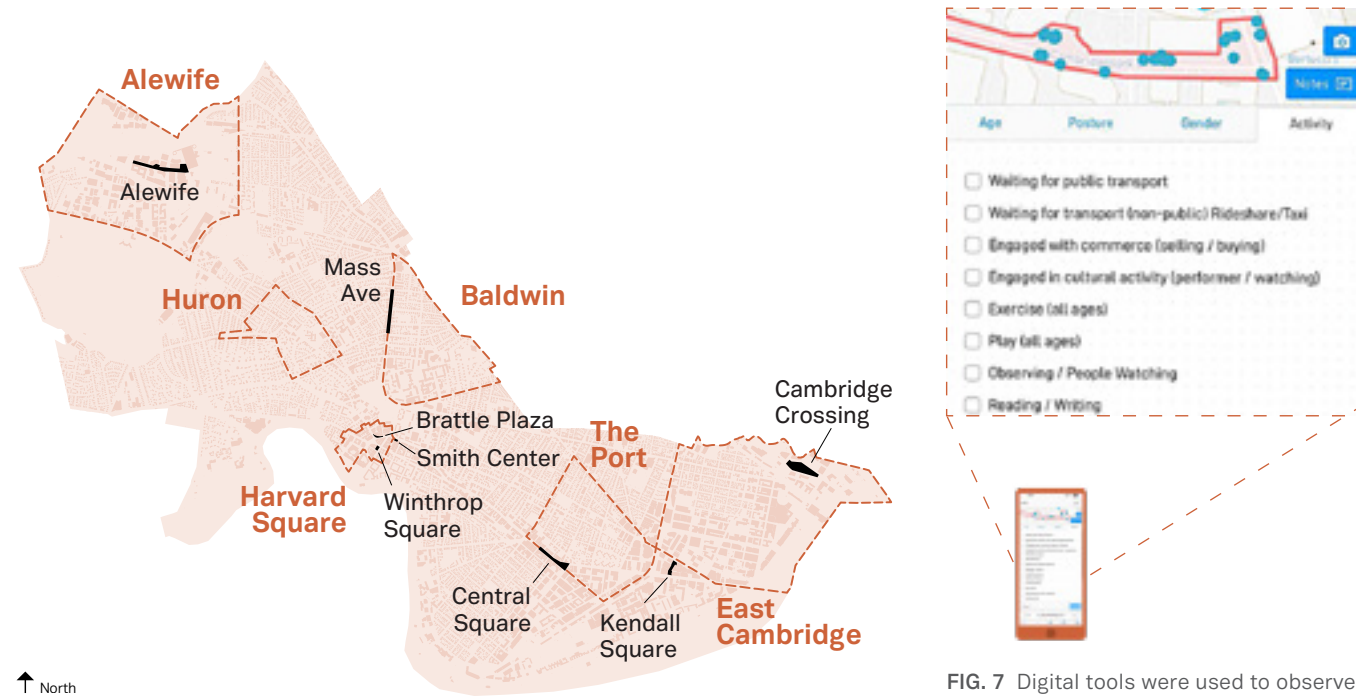 Alewife
Alewife
Huron
Mass
Ave
Baldwin
Brattle Plaza
Smith Center
Harvard
Square
Winthrop
Square
The
Port
Cambridge
Crossing
Central
Square
Kendall
Square
East
Cambridge
North
Notes
Age Posture Gender Activity
Waiting for public transport
Waiting for transport (non-public) Rideshare/Taxi
Engaged with commerce (selling / buying)
Engaged in cultural activity (performer / watching)
Exercise (all ages)
Play (all ages)
Observing / People Watching
Reading / Writing
FIG. 7 Digital tools were used to observe